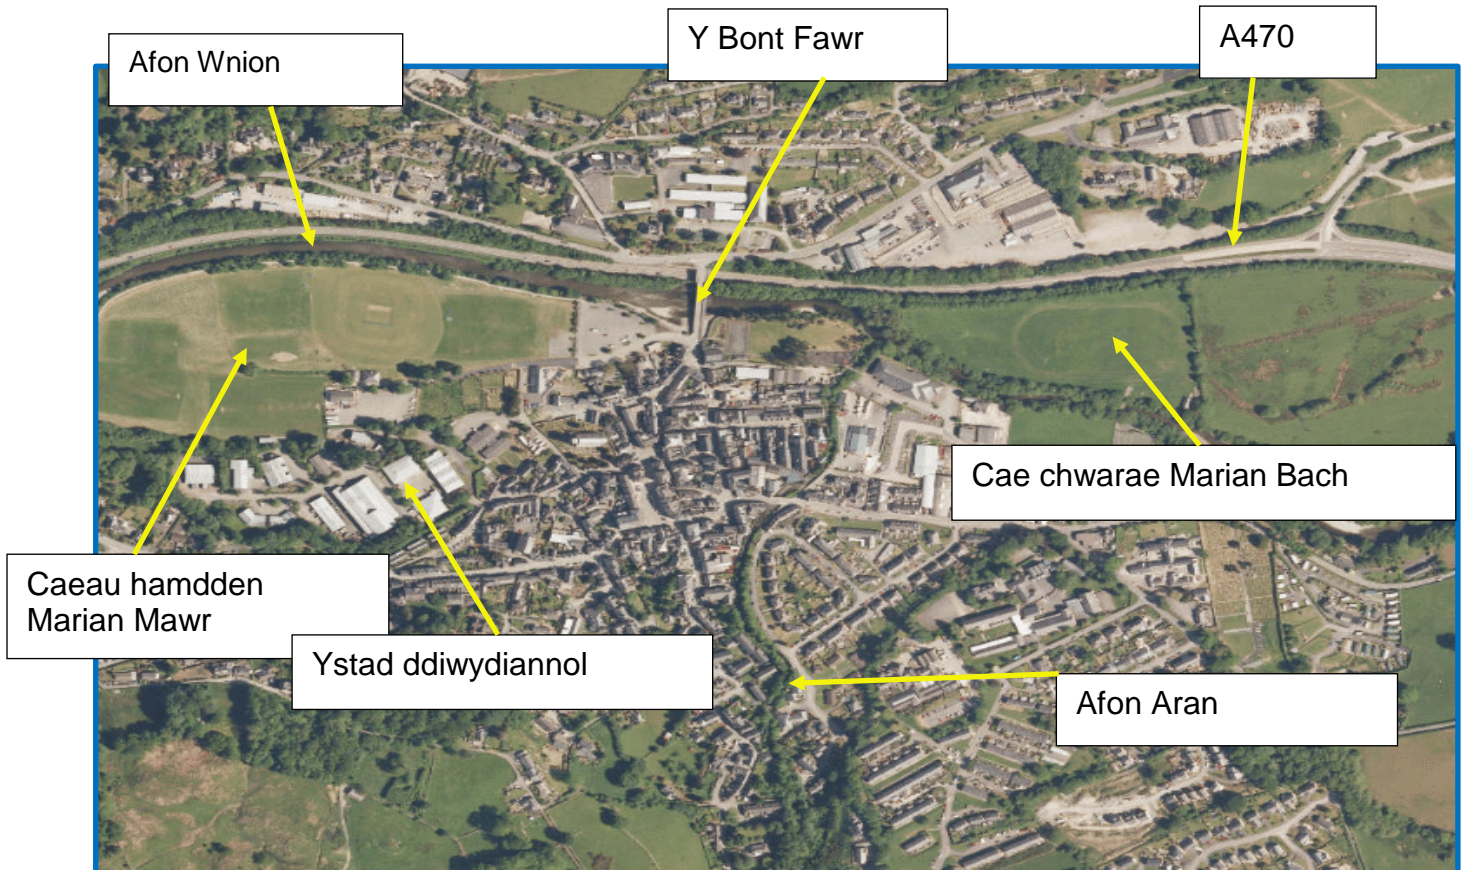 Afon Wnion
Y Bont Fawr
A470
Cae chwarae Marian Bach
Caeau hamdden
Marian Mawr
Ystad ddiwydiannol
Afon Aran